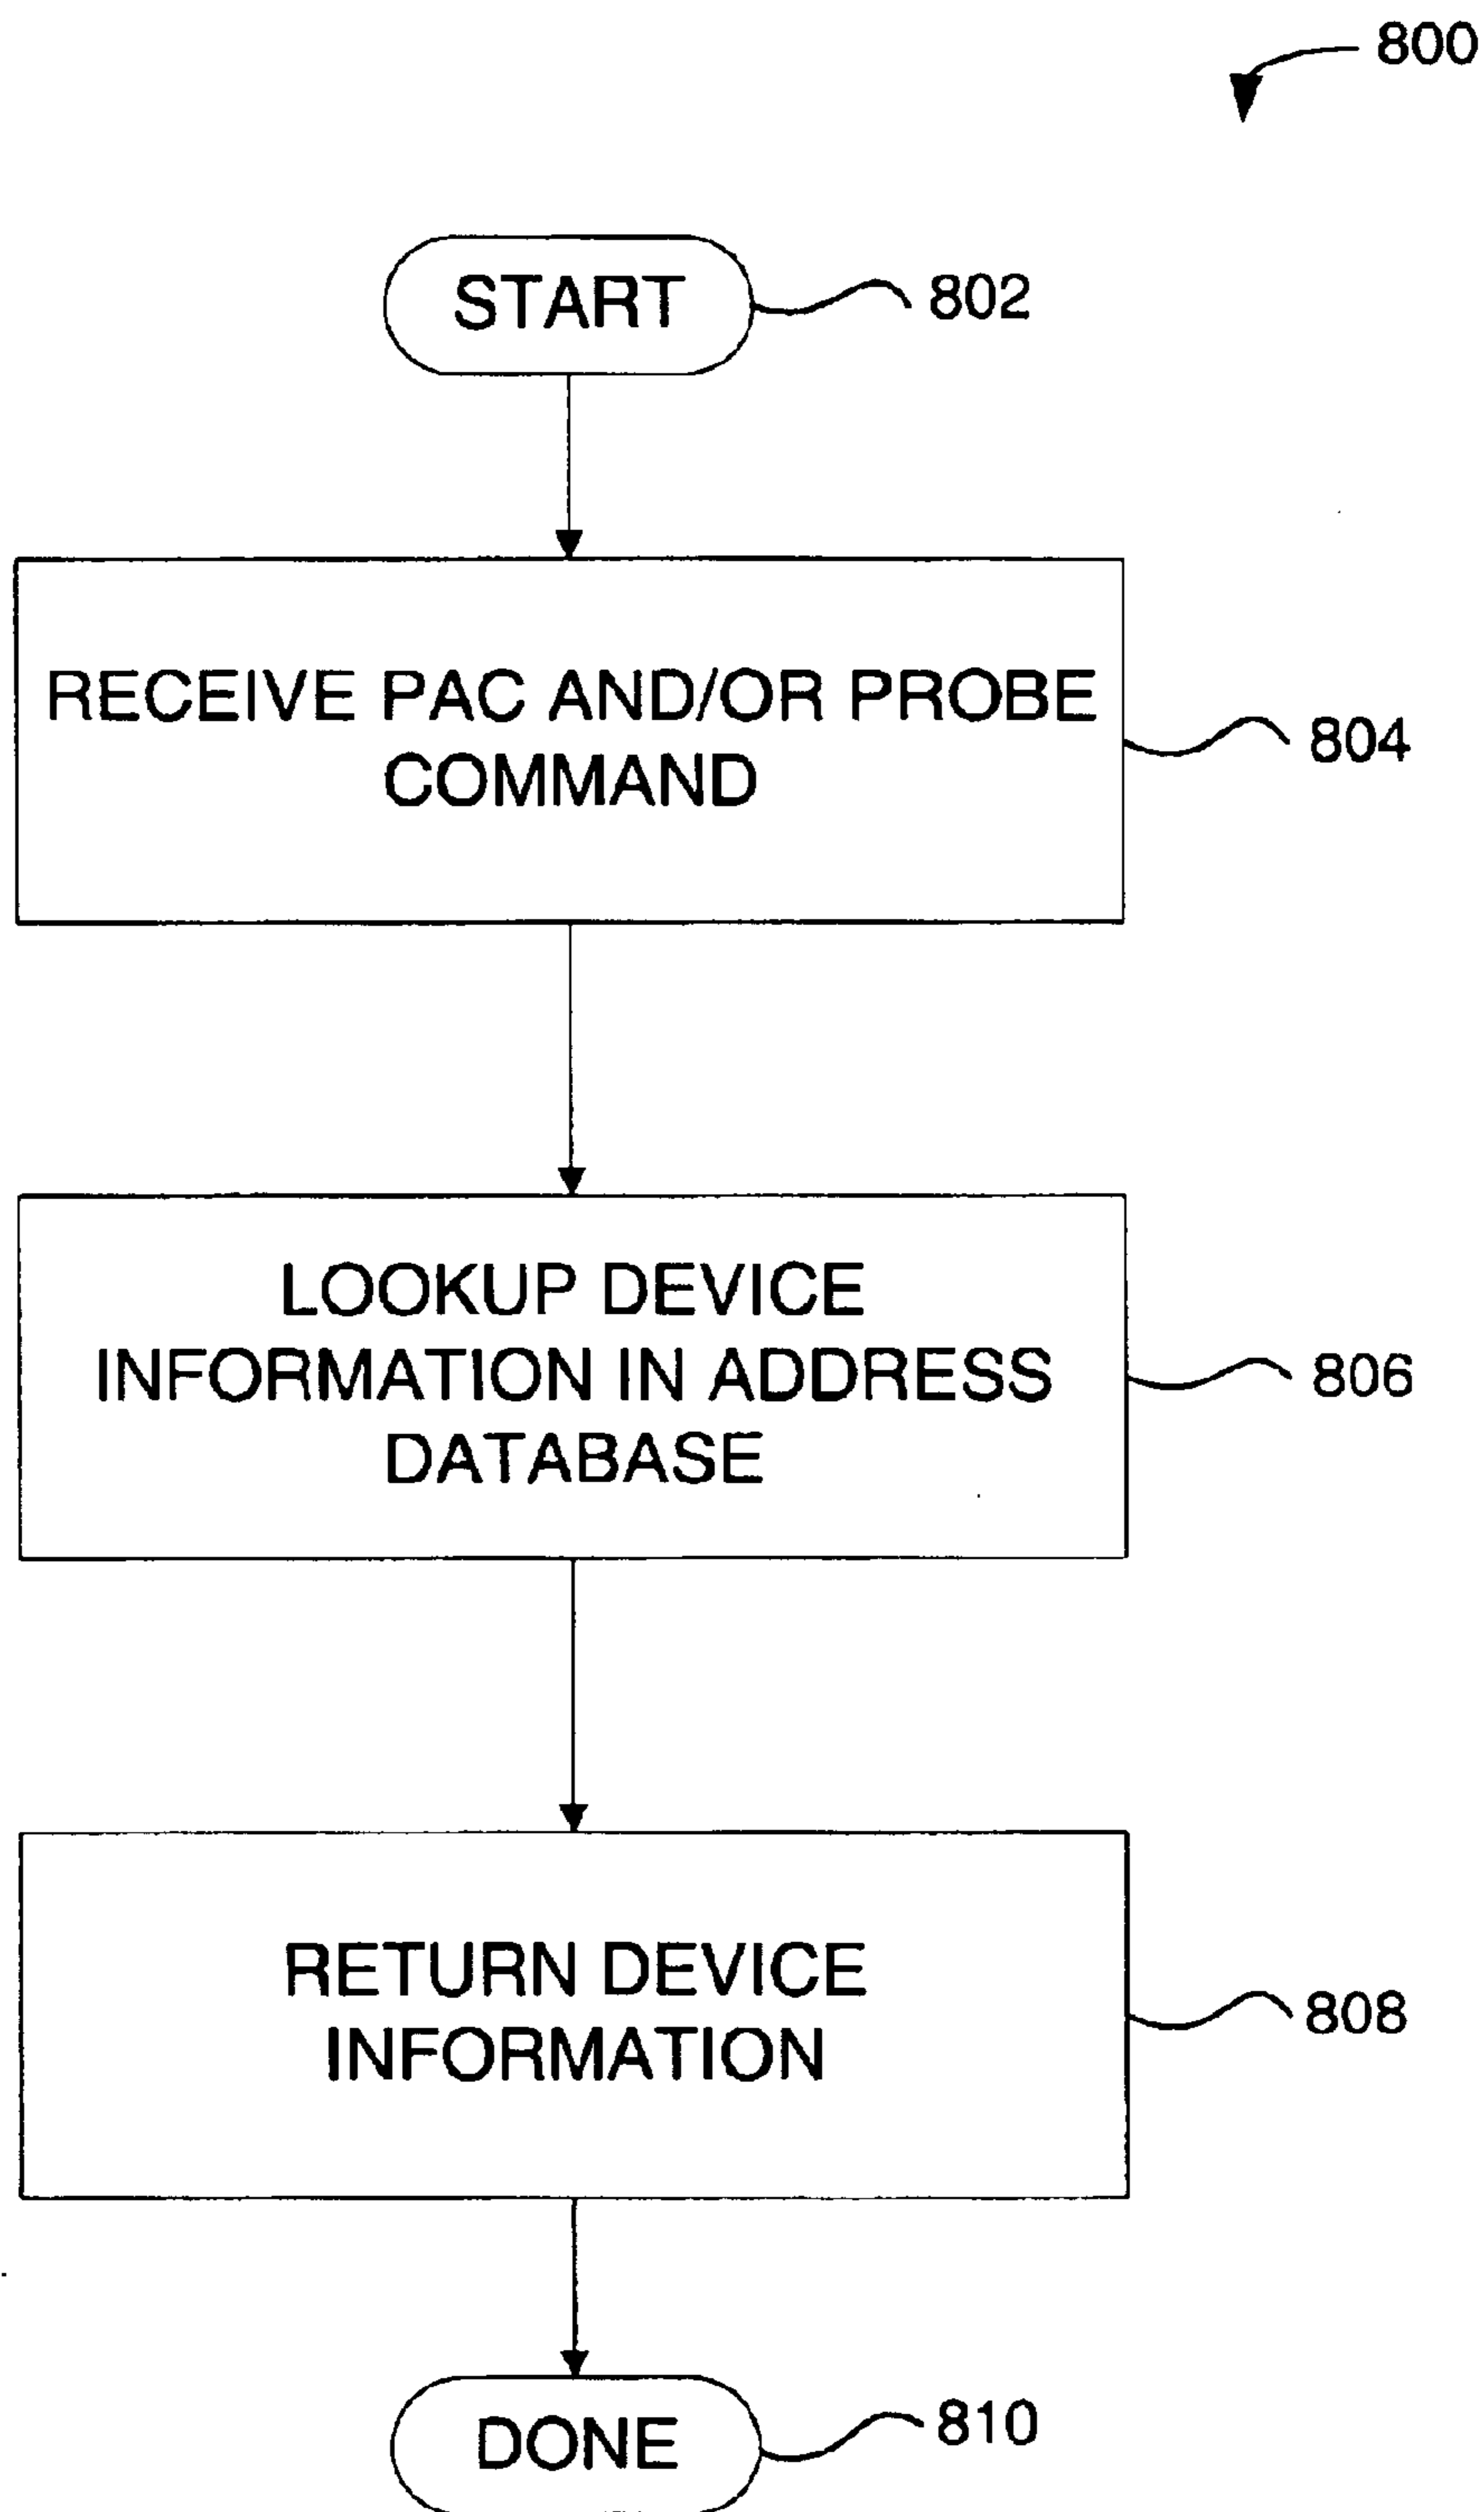 800
START
802
RECEIVE PAC AND/OR PROBE
COMMAND
804
LOOKUP DEVICE
INFORMATION IN ADDRESS
DATABASE
806
RETURN DEVICE
INFORMATION
808
DONE
810